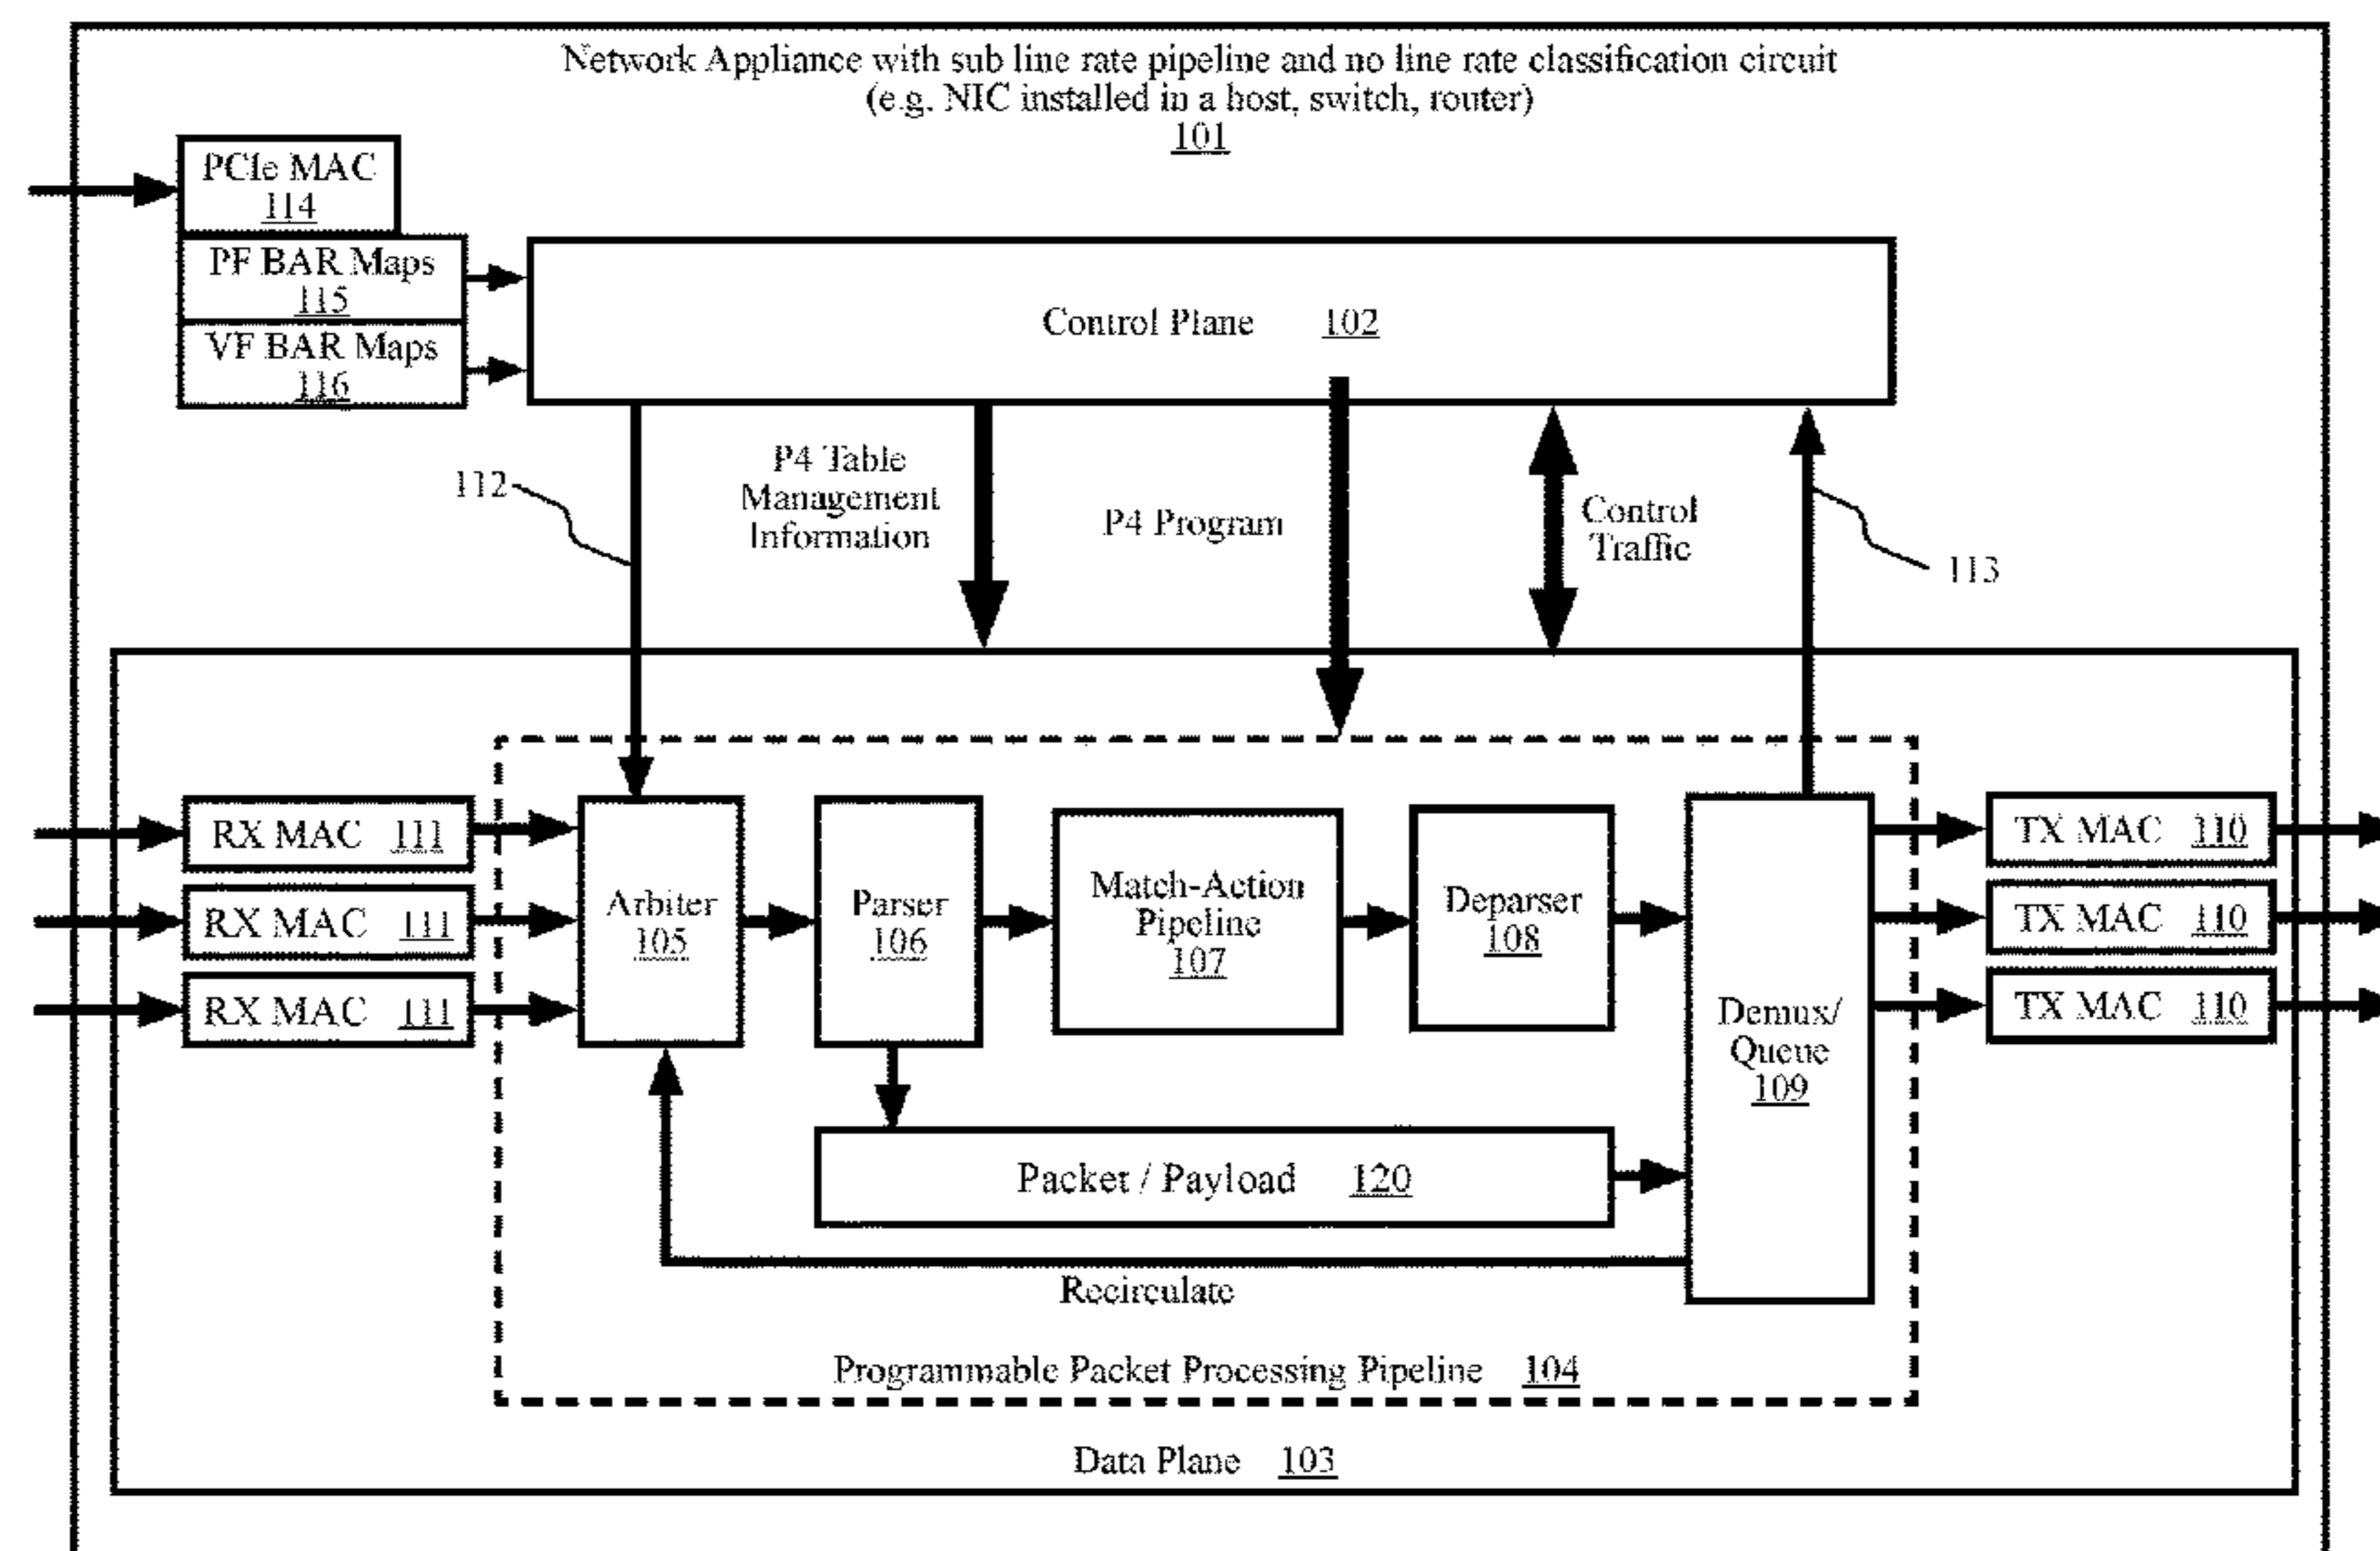 Network Appliance with sub line rate pipeline and no line rate classification circuit
(e.g. NIC installed in a host, switch, router)
101
PCIe MAC
114
PF BAR Maps
115
VF BAR Maps
116
Control Plane 102
112
P4 Table
Management
Information
P4 Program
Control
Traffic
113
RX MAC 111
RX MAC 111
RX MAC 111
Arbiter
105
Parser
106
Match-Action
Pipeline
107
Deparser
108
Demux/
Queue
109
TX MAC 110
TX MAC 110
TX MAC 110
Packet / Payload 120
Recirculate
Programmable Packet Processing Pipeline 104
Data Plane 103